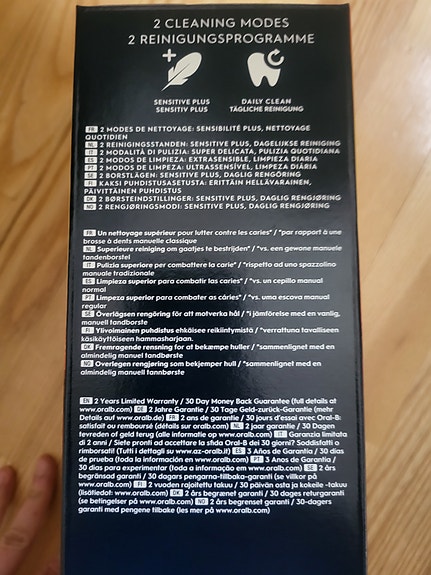 2 CLEANING MODES
2 REINIGUNGSPROGRAMME
SENSITIVE PLUS
SENSITIV PLUS
DAILY CLEAN
TÄGLICHE REINIGUNG
FR 2 MODES DE NETTOYAGE: SENSIBILITÉ PLUS, NETTOYAGE
QUOTIDIEN
NL 2 REINIGINGSSTANDEN: SENSITIVE PLUS, DAGELIJKSE REINIGING
IT 2 MODALITÀ DI PULIZIA: SUPER DELICATA, PULIZIA QUOTIDIANA
ES 2 MODOS DE LIMPIEZA: EXTRASENSIBLE, LIMPIEZA DIARIA
PT 2 MODOS DE LIMPEZA: ULTRASSENSÍVEL, LIMPEZA DIÁRIA
SE 2 BORSTLÄGEN: SENSITIVE PLUS, DAGLIG RENGÖRING
FI KAKSI PUHDISTUSASETUSTA: ERITTÄIN HELLÄVARAINEN,
PÄIVITTÄINEN PUHDISTUS
DK 2 BØRSTEINDSTILLINGER: SENSITIVE PLUS, DAGLIG RENGJØRING
NO 2 RENGJØRINGSMODI: SENSITIVE PLUS, DAGLIG RENGJØRING
FR Un nettoyage supérieur pour lutter contre les caries" / "par rapport à une
brosse à dents manuelle classique
NL Superieure reiniging om gaatjes te bestrijden" / "vs. een gewone manuele
tandenborstel
IT Pulizia superiore per combattere la carie" / "rispetto ad uno spazzolino
manuale tradizionale
ES Limpieza superior para combatir las caries" / "vs. un cepillo manual
normal
PT Limpeza superior para combater as cáries" / "vs. uma escova manual
regular
SE Överlägsen rengöring för att motverka hål" / "i jämförelse med en vanlig,
manuell tandborste
FI Ylivoimainen puhdistus ehkäisee reikiintymistä" / "verrattuna tavalliseen
käsikäyttöiseen hammasharjaan.
DK Fremragende rensning for at bekæmpe huller" / "sammenlignet med en
almindelig manuel tandbørste
NO Overlegen rengjøring som bekjemper hull" / "sammenlignet med en
almindelig manuell tannbørste
EN 2 Years Limited Warranty / 30 Day Money Back Guarantee (full details at
www.oralb.com) DE 2 Jahre Garantie / 30 Tage Geld-zurück-Garantie (mehr
Details auf www.oralb.de) FR 2 ans de garantie / 30 jours d'essai avec Oral-B:
satisfait ou remboursé (détails sur oralb.com) NL 2 jaar garantie / 30 Dagen
tevreden of geld terug (alle informatie op www.oralb.com) IT Garanzia limitata
di 2 anni / Siete pronti ad accettare la sfida Oral-B dei 30 giorni? Soddisfatti o
rimborsati! (Tutti i dettagli su www.az-oralb.it) ES 3 Años de Garantía / 30 días
de prueba (toda la información en www.oralb.com) PT 3 Anos de Garantia /
30 dias para experimentar (toda a informação em www.oralb.com) SE 2 års
begränsad garanti / 30 dagars pengarna-tillbaka-garanti (se villkor på
www.oralb.com) FI 2 vuoden rajoitettu takuu / 30 päivän osta ja kokeile -takuu
(lisätiedot: www.oralb.com) DK 2 års begrænset garanti / 30 dages returgaranti
(se betingelser på www.oralb.com) NO 2 års begrenset garanti / 30-dagers
garanti med pengene tilbake (les mer på www.oralb.com)